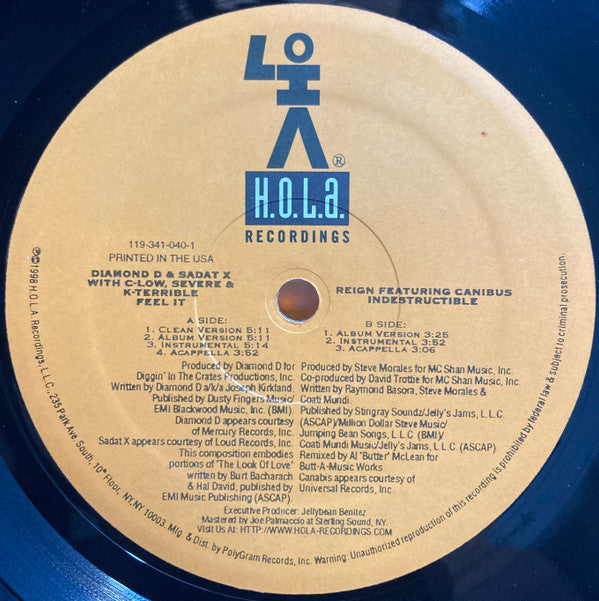 LOHA®
H.O.L.a.
RECORDINGS
119-341-040-1
PRINTED IN THE USA
DIAMOND D & SADAT X
WITH C-LOW, SEVERE &
K-TERRIBLE
FEEL IT
A SIDE:
1. CLEAN VERSION 5:11
2. ALBUM VERSION 5:11
3. INSTRUMENTAL 5:14
4. ACAPPELLA 3:52
Produced by Diamond D for
Diggin' In The Crates Productions, Inc.
Written by Diamond D a/k/a Joseph Kirkland.
Published by Dusty Fingers Music/
EMI Blackwood Music, Inc. (BMI).
Diamond D appears courtesy
of Mercury Records, Inc.
Sadat X appears courtesy of Loud Records, Inc.
This composition embodies
portions of "The Look Of Love"
written by Burt Bacharach
& Hal David, published by
EMI Music Publishing (ASCAP).
REIGN FEATURING CANIBUS
INDESTRUCTIBLE
B SIDE:
1. ALBUM VERSION 3:25
2. INSTRUMENTAL 3:52
3. ACAPPELLA 3:06
Produced by Steve Morales for MC Shan Music, Inc.
Co-produced by David Trottie for MC Shan Music, Inc.
Written by Raymond Basora, Steve Morales &
Coati Mundi.
Published by Stingray Soundz/Jelly's Jams, L.L.C.
(ASCAP)/Million Dollar Steve Music/
Jumping Bean Songs, L.L.C. (BMI)/
Coati Mundi Music/Jelly's Jams, L.L.C. (ASCAP).
Remixed by Al "Butter" McLean for
Butt-A-Music Works.
Canabis appears courtesy of
Universal Records, Inc
Executive Producer: Jellybean Benitez
Mastered by Joe Palmaccio at Sterling Sound, NY.
VISIT US AT: HTTP://WWW.HOLA-RECORDINGS.COM
℗©1998 H.O.L.A. Recordings, L.L.C. 235 Park Ave. South, 10° Floor, NY, NY 10003. Mfg. & Dist. by PolyGram Records, Inc. Warning: Unauthorized reproduction of this recording is prohibited by federal law & subject to criminal prosecution.